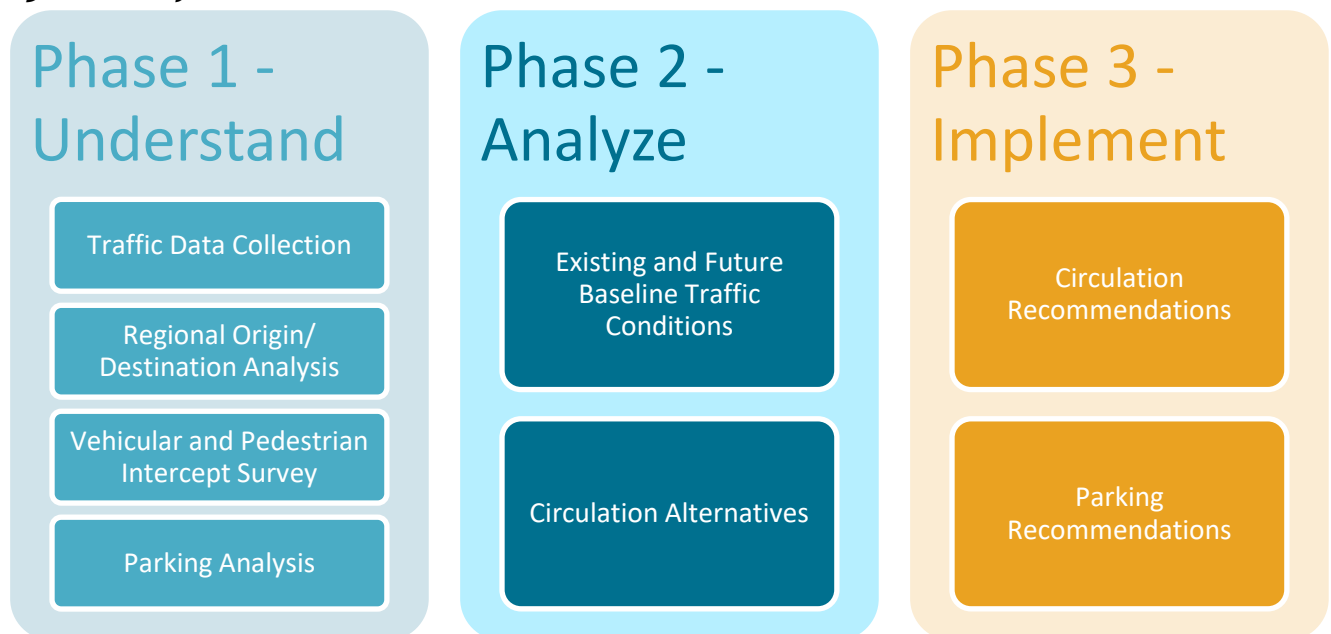 Phase 1 -
Understand
Traffic Data Collection
Regional Origin/
Destination Analysis
Vehicular and Pedestrian
Intercept Survey
Parking Analysis
Phase 2 -
Analyze
Existing and Future
Baseline Traffic
Conditions
Circulation Alternatives
Phase 3 -
Implement
Circulation
Recommendations
Parking
Recommendations